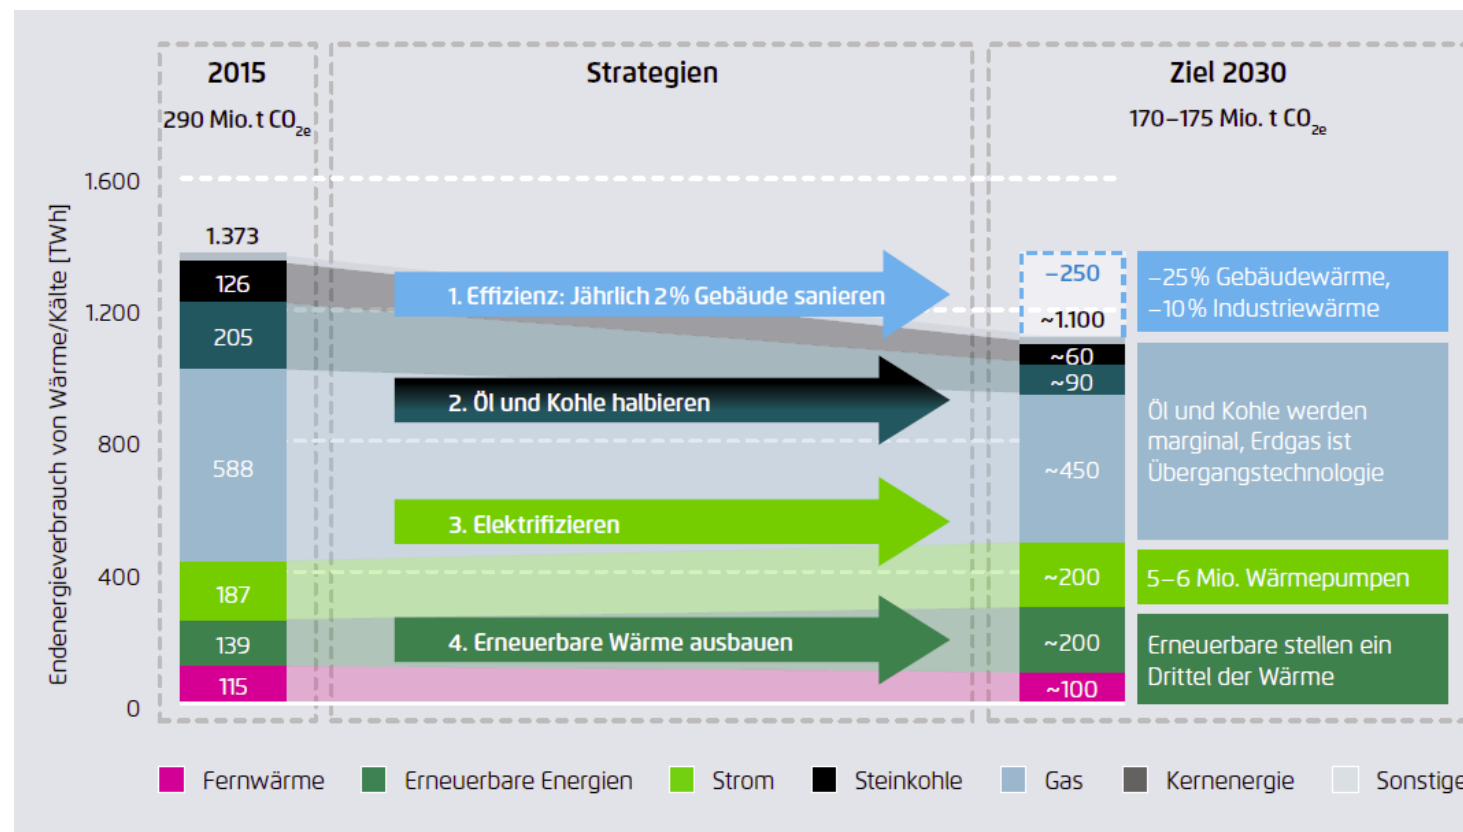 2015
290 Mio. t CO2e
Strategien
Ziel 2030
170–175 Mio. t CO2e
Endenergieverbrauch von Wärme/Kälte [TWh]
1.600
1.200
800
400
0
1.373
126
205
588
187
139
115
1. Effizienz: Jährlich 2 % Gebäude sanieren
2. Öl und Kohle halbieren
3. Elektrifizieren
4. Erneuerbare Wärme ausbauen
–250
~1.100
~60
~90
~450
~200
~200
~100
–25 % Gebäudewärme,
–10 % Industriewärme
Öl und Kohle werden
marginal, Erdgas ist
Übergangstechnologie
5–6 Mio. Wärmepumpen
Erneuerbare stellen ein
Drittel der Wärme
Fernwärme Erneuerbare Energien Strom Steinkohle Gas Kernenergie Sonstige